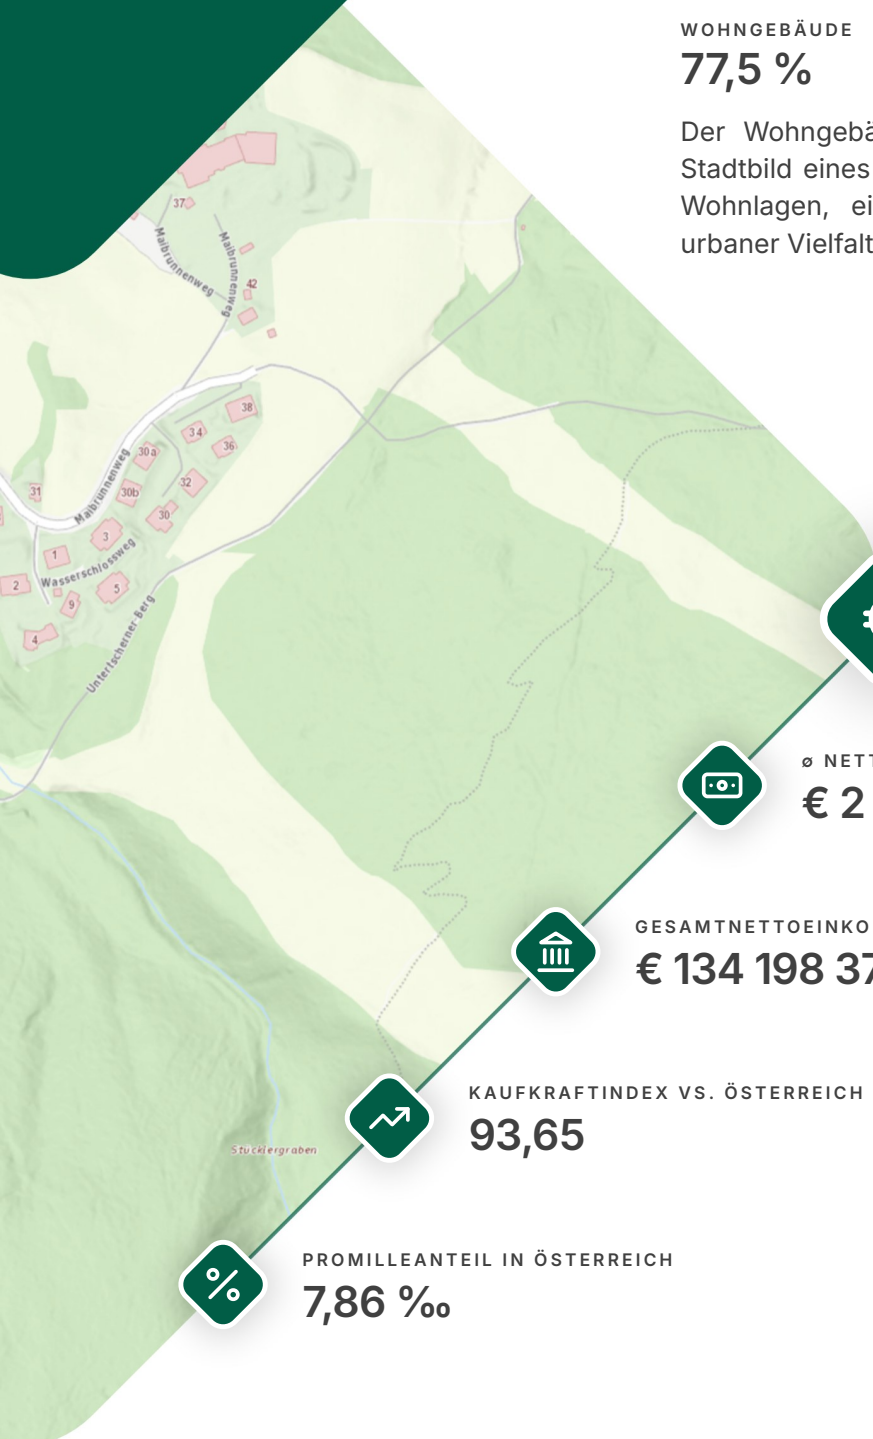 WOHNGEBÄUDE
77,5 %
Der Wohngebä
Stadtbild eines
Wohnlagen, ei
urbaner Vielfalt
37
Maibrunnenweg
Maibrunnenweg
42
38
34
36
30a
32
30b
31
Maibrunnenweg
30
3
1
Wasserschlossweg
2
5
9
4
Untertscherner Berg
ø NETT
€ 2
GESAMTNETTOEINKO
€ 134 198 37
KAUFKRAFTINDEX VS. ÖSTERREICH
93,65
Stücklergraben
PROMILLEANTEIL IN ÖSTERREICH
7,86 ‰